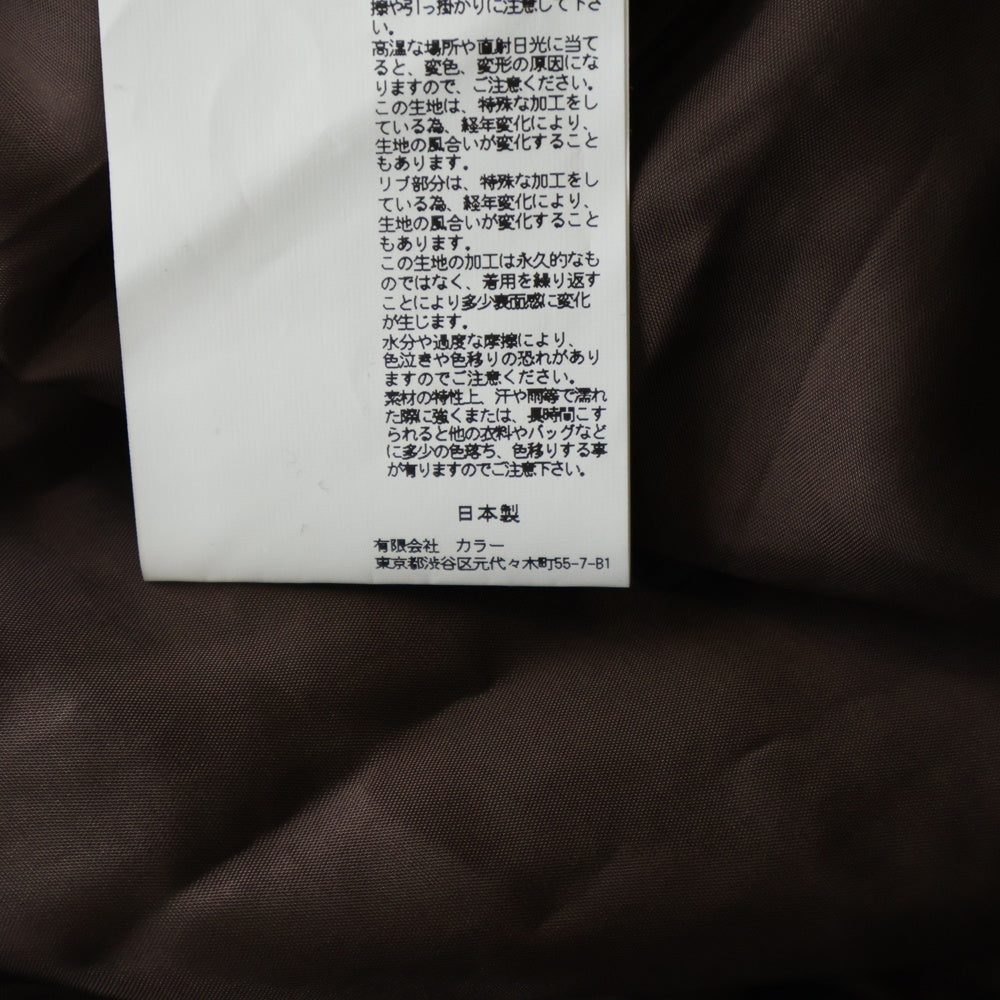 擦や引っ掛かりに注意して下さ
い。
高温な場所や直射日光に当て
ると、変色、変形の原因にな
りますので、ご注意ください。
この生地は、特殊な加工をし
ている為、経年変化により、
生地の風合いが変化すること
もあります。
リブ部分は、特殊な加工をし
ている為、経年変化により、
生地の風合いが変化すること
もあります。
この生地の加工は永久的なも
のではなく、着用を繰り返す
ことにより多少表面感に変化
が生じます。
水分や過度な摩擦により、
色泣きや色移りの恐れがあり
ますのでご注意ください。
素材の特性上、汗や雨等で濡れ
た際に強くまたは、長時間こす
られると他の衣料やバッグなど
に多少の色落ち、色移りする事
が有りますのでご注意下さい。
日本製
有限会社 カラー
東京都渋谷区元代々木町55-7-B1